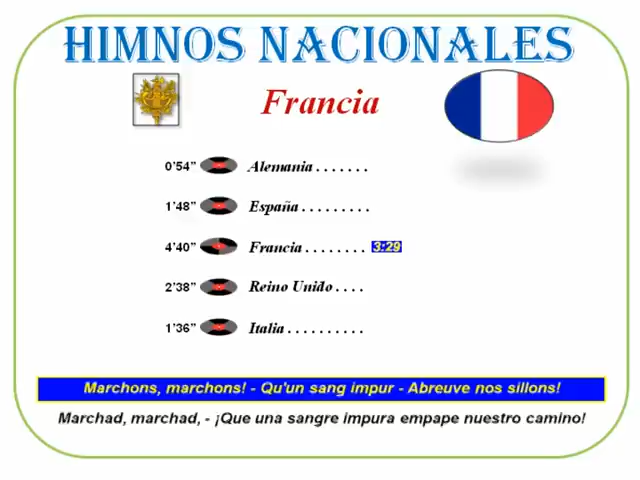 HIMNOS NACIONALES
Francia
0'54" Alemania . . . . . . .
1'48" España . . . . . . . . .
4'40" Francia . . . . . . . . 3:29
2'38" Reino Unido . . . .
1'36" Italia . . . . . . . . . .
Marchons, marchons! - Qu'un sang impur - Abreuve nos sillons!
Marchad, marchad, - ¡Que una sangre impura empape nuestro camino!